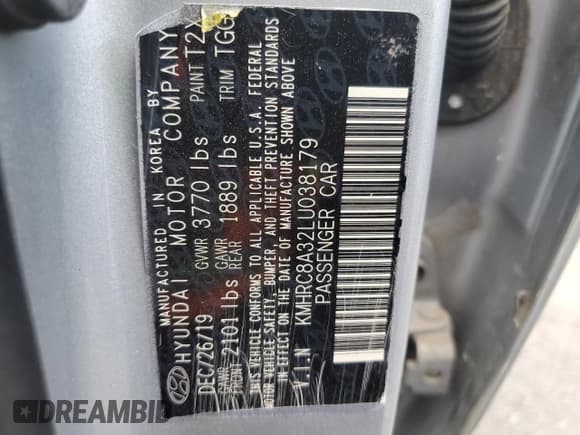 MANUFACTURED IN KOREA BY
HYUNDAI MOTOR COMPANY
DEC/26/19 GVWR 3770 lbs PAINT T2X
GAWR FRONT 2101 lbs GAWR REAR 1889 lbs TRIM TGG
THIS VEHICLE CONFORMS TO ALL APPLICABLE U.S.A. FEDERAL
MOTOR VEHICLE SAFETY, BUMPER, AND THEFT PREVENTION STANDARDS
IN EFFECT ON THE DATE OF MANUFACTURE SHOWN ABOVE
V.I.N KMHRC8A32LU038179
PASSENGER CAR
DREAMBID